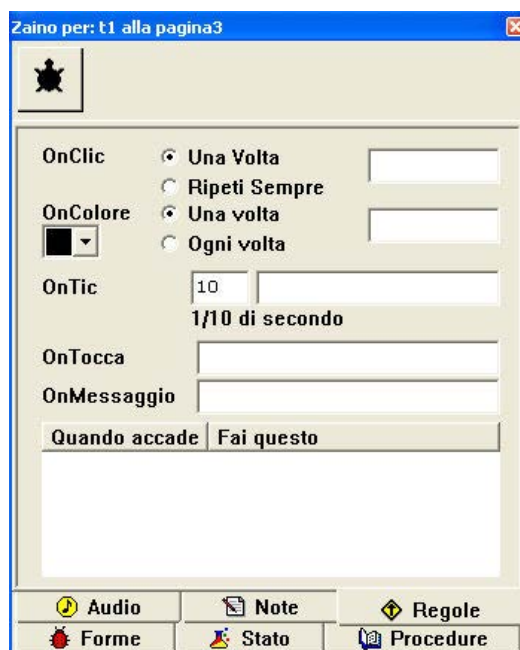 Zaino per: t1 alla pagina3
OnClic
Una Volta
Ripeti Sempre
OnColore
Una volta
Ogni volta
OnTic
10
1/10 di secondo
OnTocca
OnMessaggio
Quando accade Fai questo
Audio Note Regole
Forme Stato Procedure